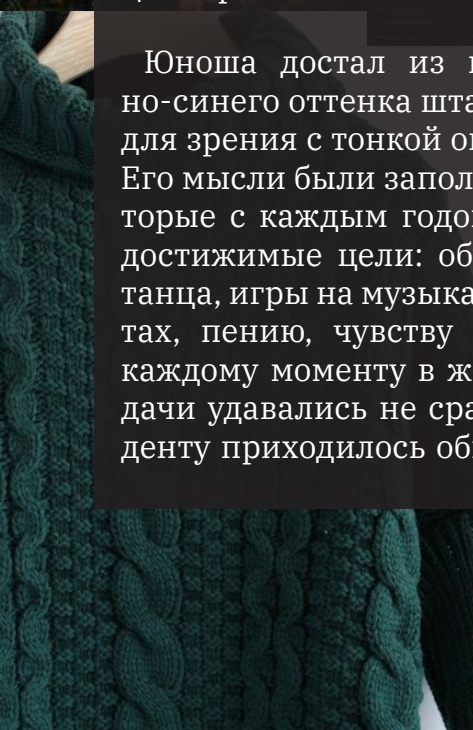 Юноша достал из
но-синего оттенка шта
для зрения с тонкой о
Его мысли были запол
торые с каждым годо
достижимые цели: об
танца, игры на музыка
тах, пению, чувству
каждому моменту в ж
дачи удавались не сра
денту приходилось об